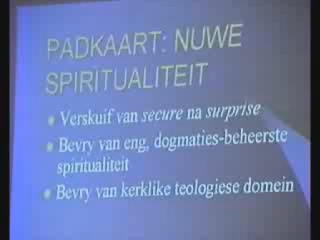 PADKAART: NUWE
SPIRITUALITEIT
Verskuif van secure na surprise
Bevry van eng, dogmaties-beheerste
spiritualiteit
Bevry van kerklike teologiese domein